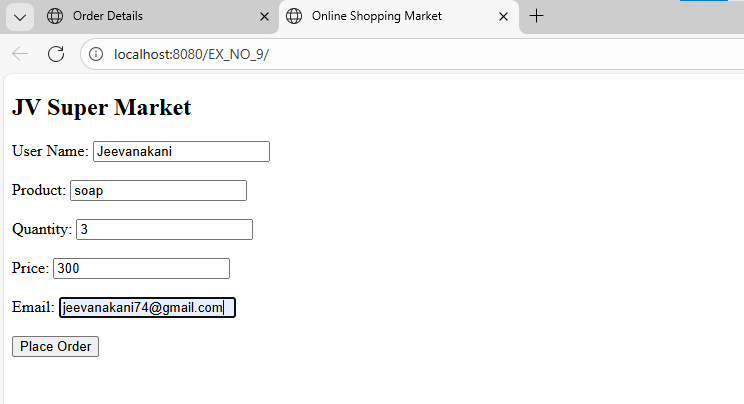 Order Details
Online Shopping Market
localhost:8080/EX_NO_9/
JV Super Market
User Name: Jeevanakani
Product: soap
Quantity: 3
Price: 300
Email: jeevanakani74@gmail.com
Place Order